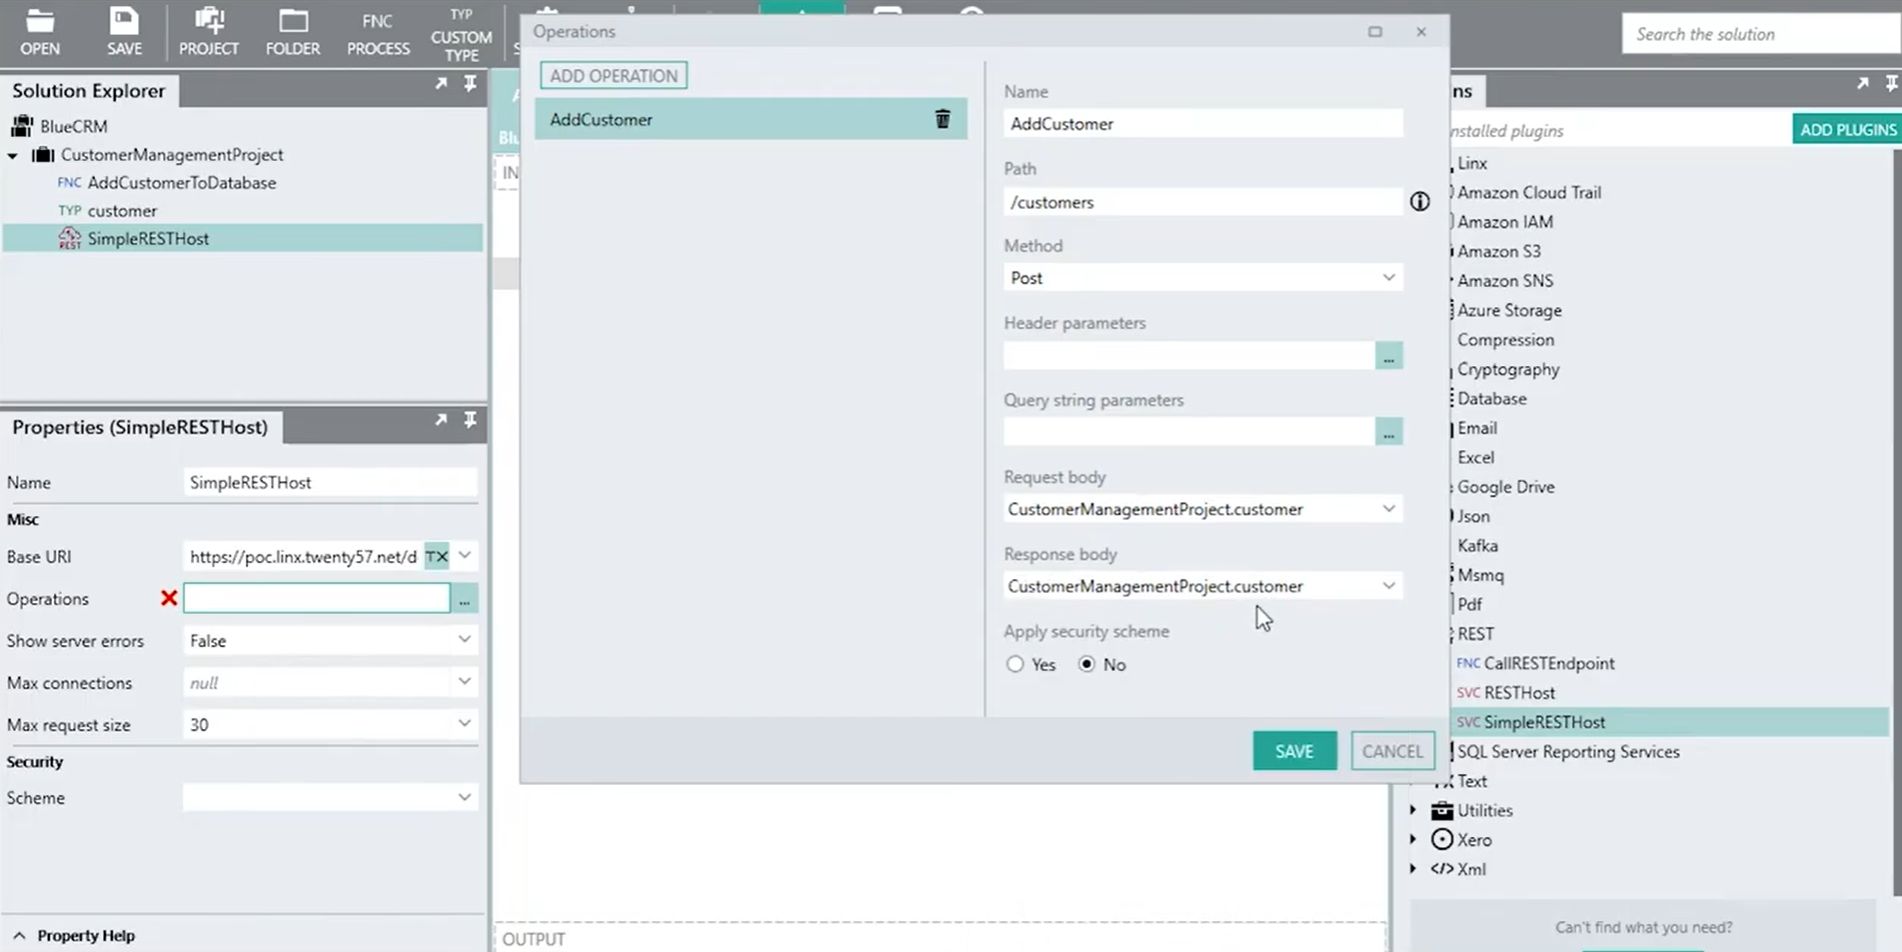 OPEN
SAVE
PROJECT
FOLDER
FNC
PROCESS
TYP
CUSTOM
TYPE
Search the solution
Solution Explorer
BlueCRM
CustomerManagementProject
FNC AddCustomerToDatabase
TYP customer
REST SimpleRESTHost
Properties (SimpleRESTHost)
Name SimpleRESTHost
Misc
Base URI https://poc.linx.twenty57.net/d TX
Operations ...
Show server errors False
Max connections null
Max request size 30
Security
Scheme
Property Help
Blu
IN
OUTPUT
Operations
ADD OPERATION
AddCustomer
Name
AddCustomer
Path
/customers
Method
Post
Header parameters
...
Query string parameters
...
Request body
CustomerManagementProject.customer
Response body
CustomerManagementProject.customer
Apply security scheme
Yes No
SAVE CANCEL
ns
nstalled plugins
ADD PLUGINS
Linx
Amazon Cloud Trail
Amazon IAM
Amazon S3
Amazon SNS
Azure Storage
Compression
Cryptography
Database
Email
Excel
Google Drive
Json
Kafka
Msmq
Pdf
REST
FNC CallRESTEndpoint
SVC RESTHost
SVC SimpleRESTHost
SQL Server Reporting Services
Text
Utilities
Xero
</> Xml
Can't find what you need?